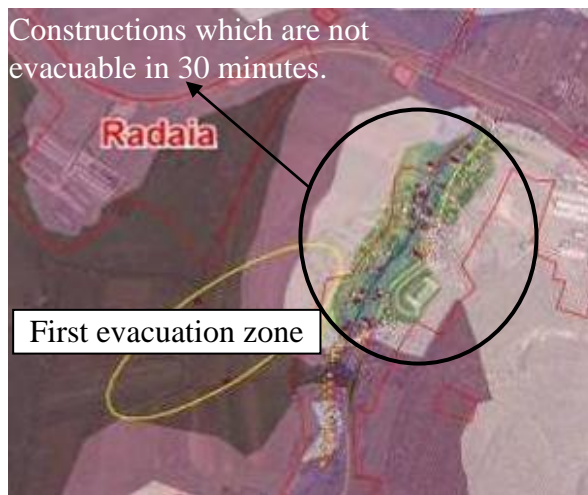 Constructions which are not
evacuable in 30 minutes.
Radaia
First evacuation zone